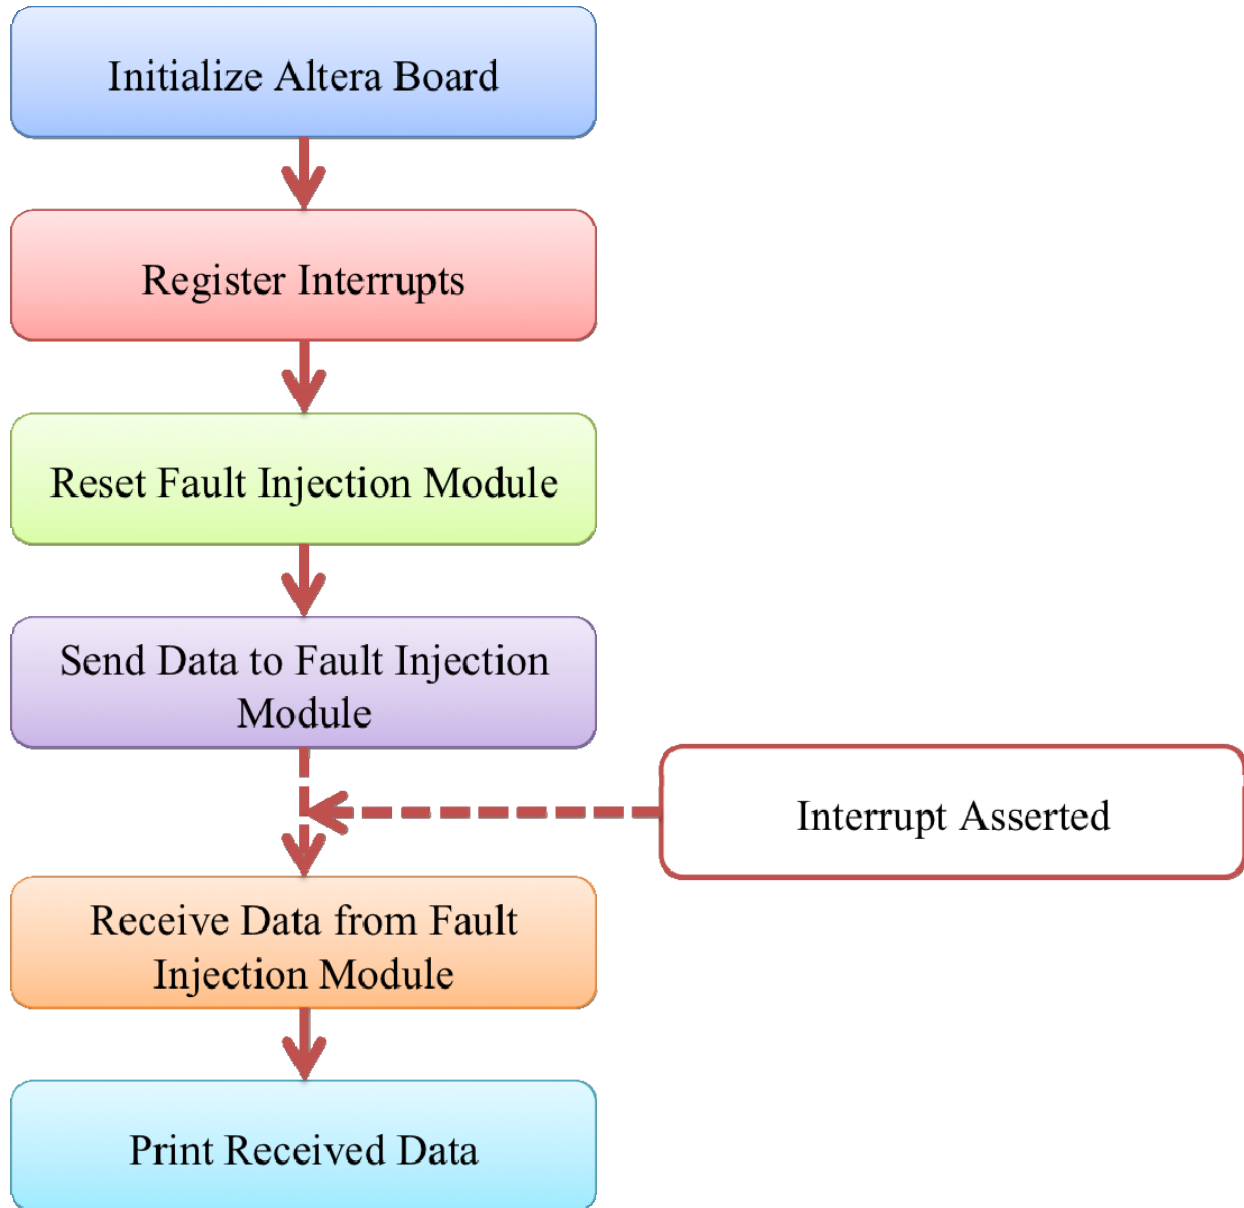 Initialize Altera Board
Register Interrupts
Reset Fault Injection Module
Send Data to Fault Injection
Module
Interrupt Asserted
Receive Data from Fault
Injection Module
Print Received Data